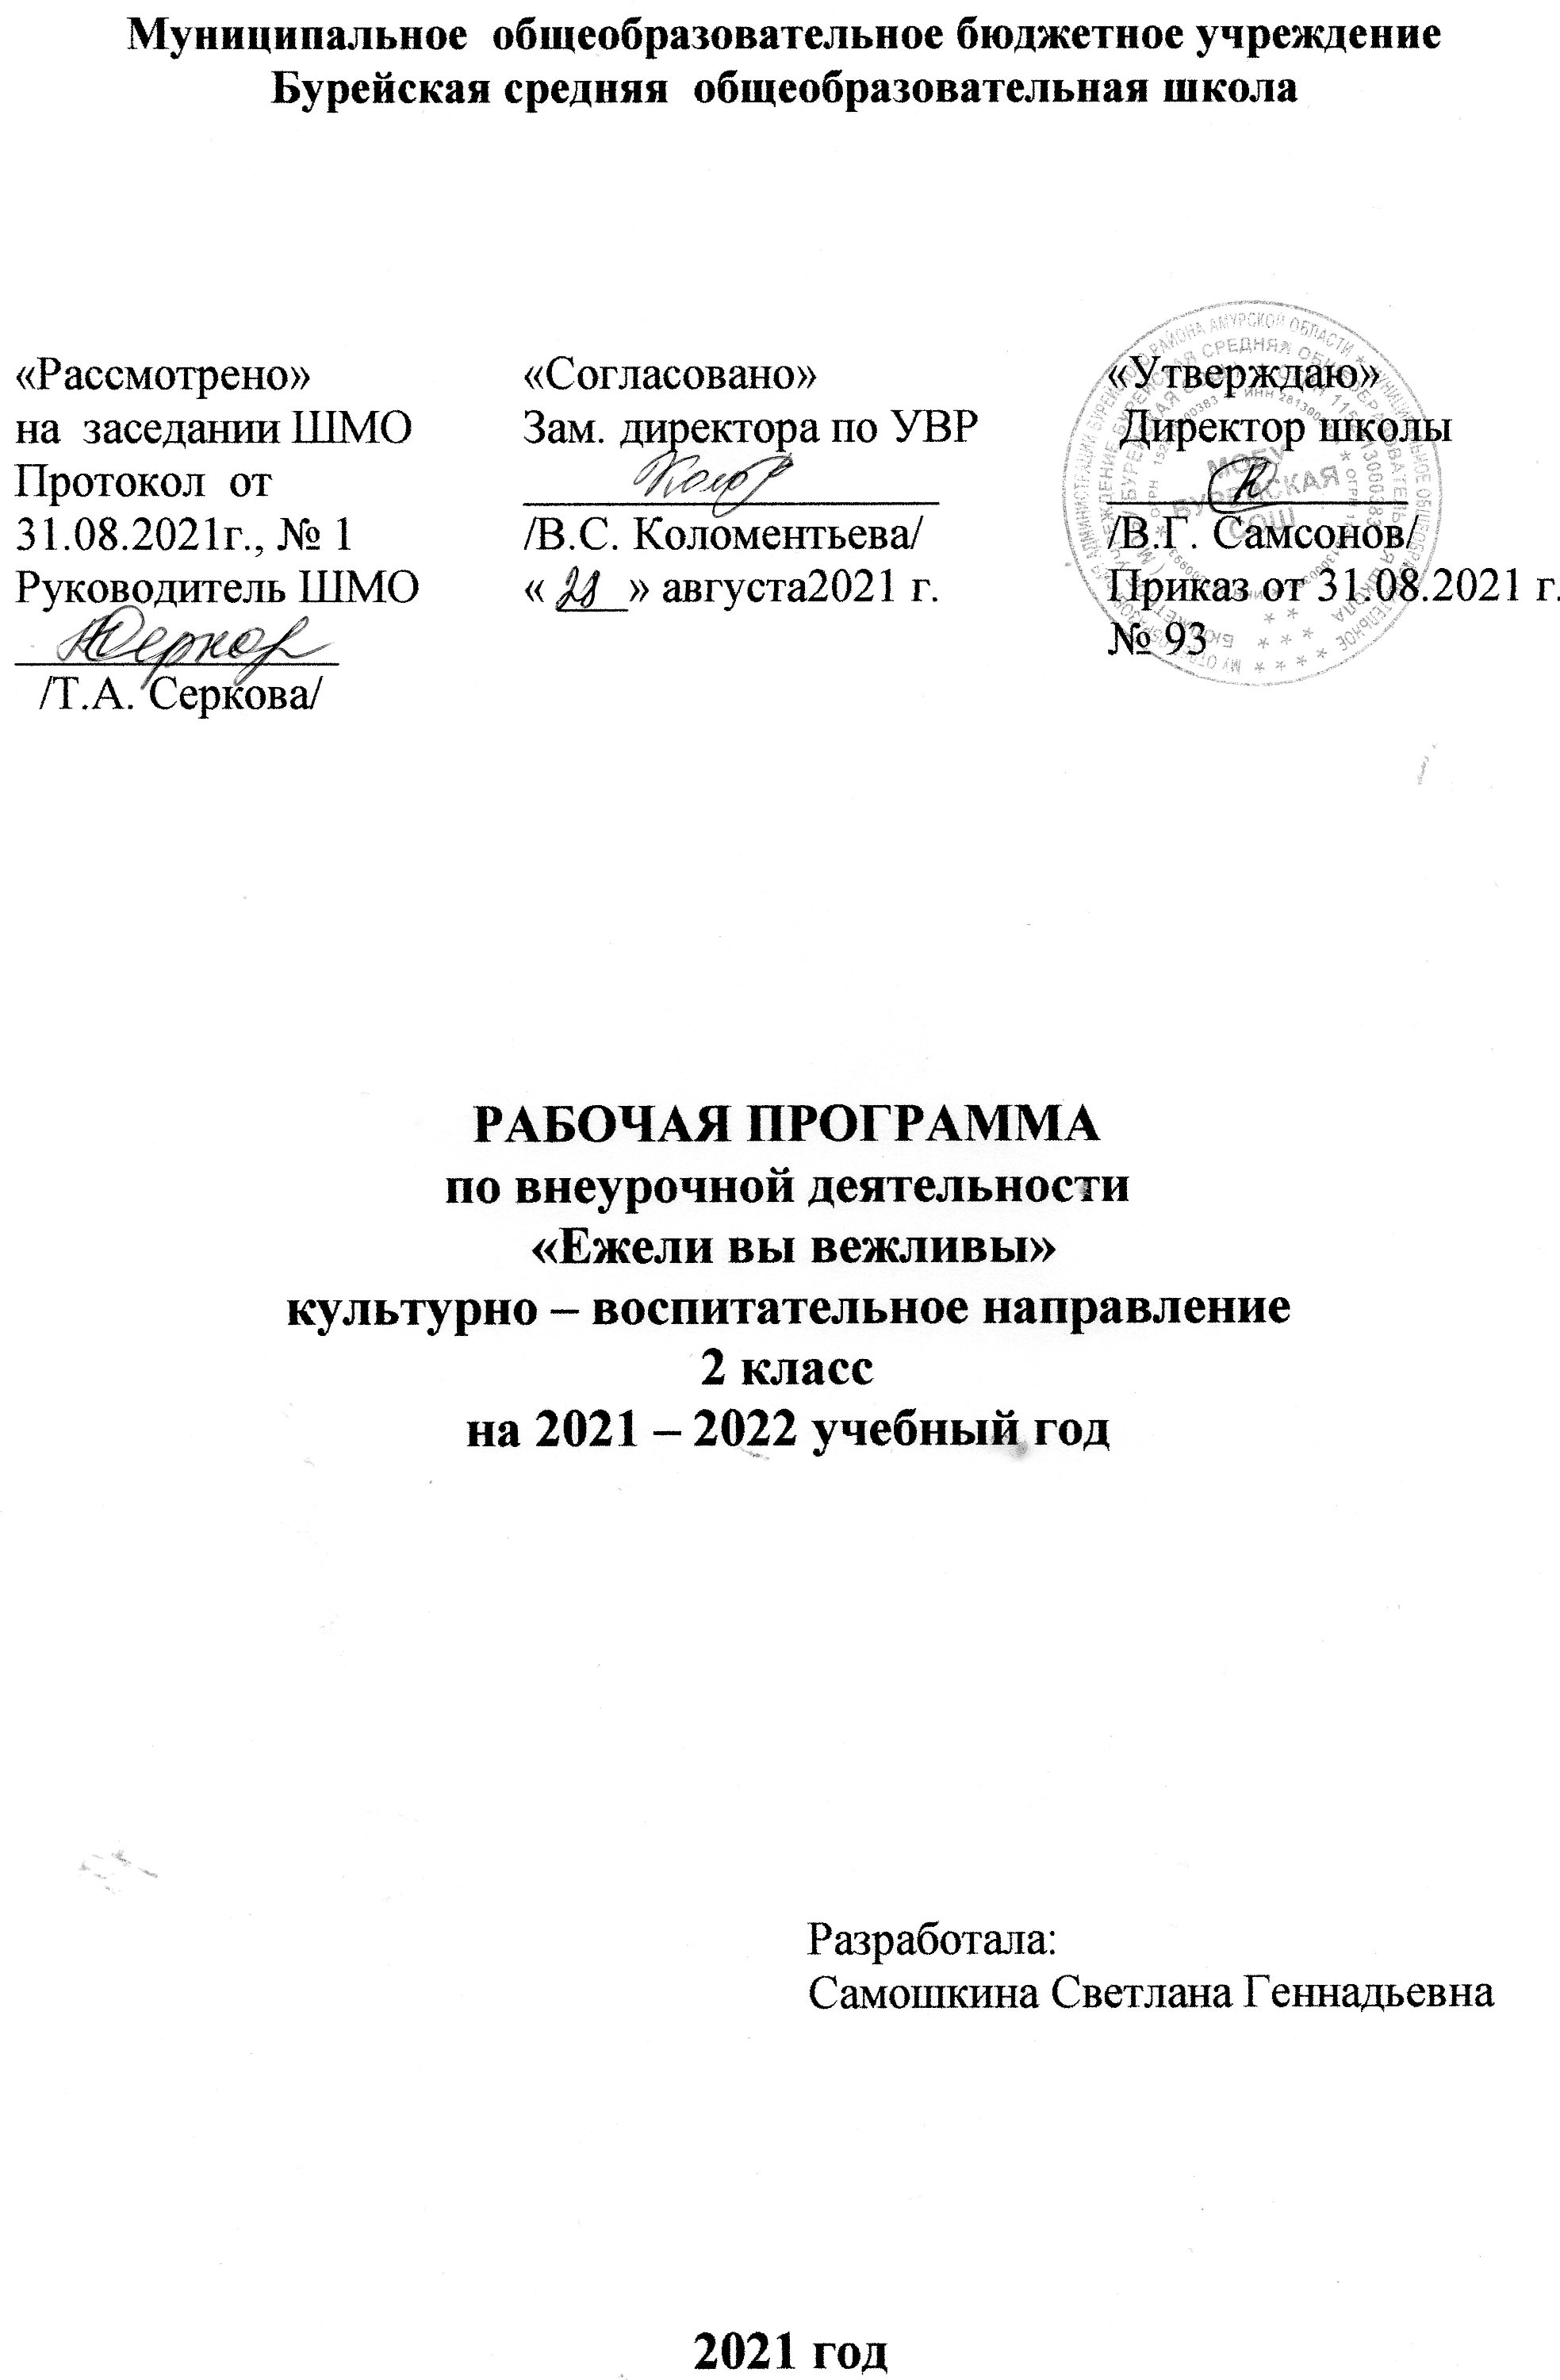 Муниципальное общеобразовательное бюджетное учреждение
Бурейская средняя общеобразовательная школа
«Рассмотрено»
на заседании ШМО
Протокол от
31.08.2021г., № 1
Руководитель ШМО
/Т.А. Серкова/
«Согласовано»
Зам. директора по УВР
/В.С. Коломентьева/
« » августа2021 г.
«Утверждаю»
Директор школы
/В.Г. Самсонов/
Приказ от 31.08.2021 г.
№ 93
МОБУ
БУРЕЙСКАЯ
СОШ
РАБОЧАЯ ПРОГРАММА
по внеурочной деятельности
«Ежели вы вежливы»
культурно – воспитательное направление
2 класс
на 2021 – 2022 учебный год
Разработала:
Самошкина Светлана Геннадьевна
2021 год